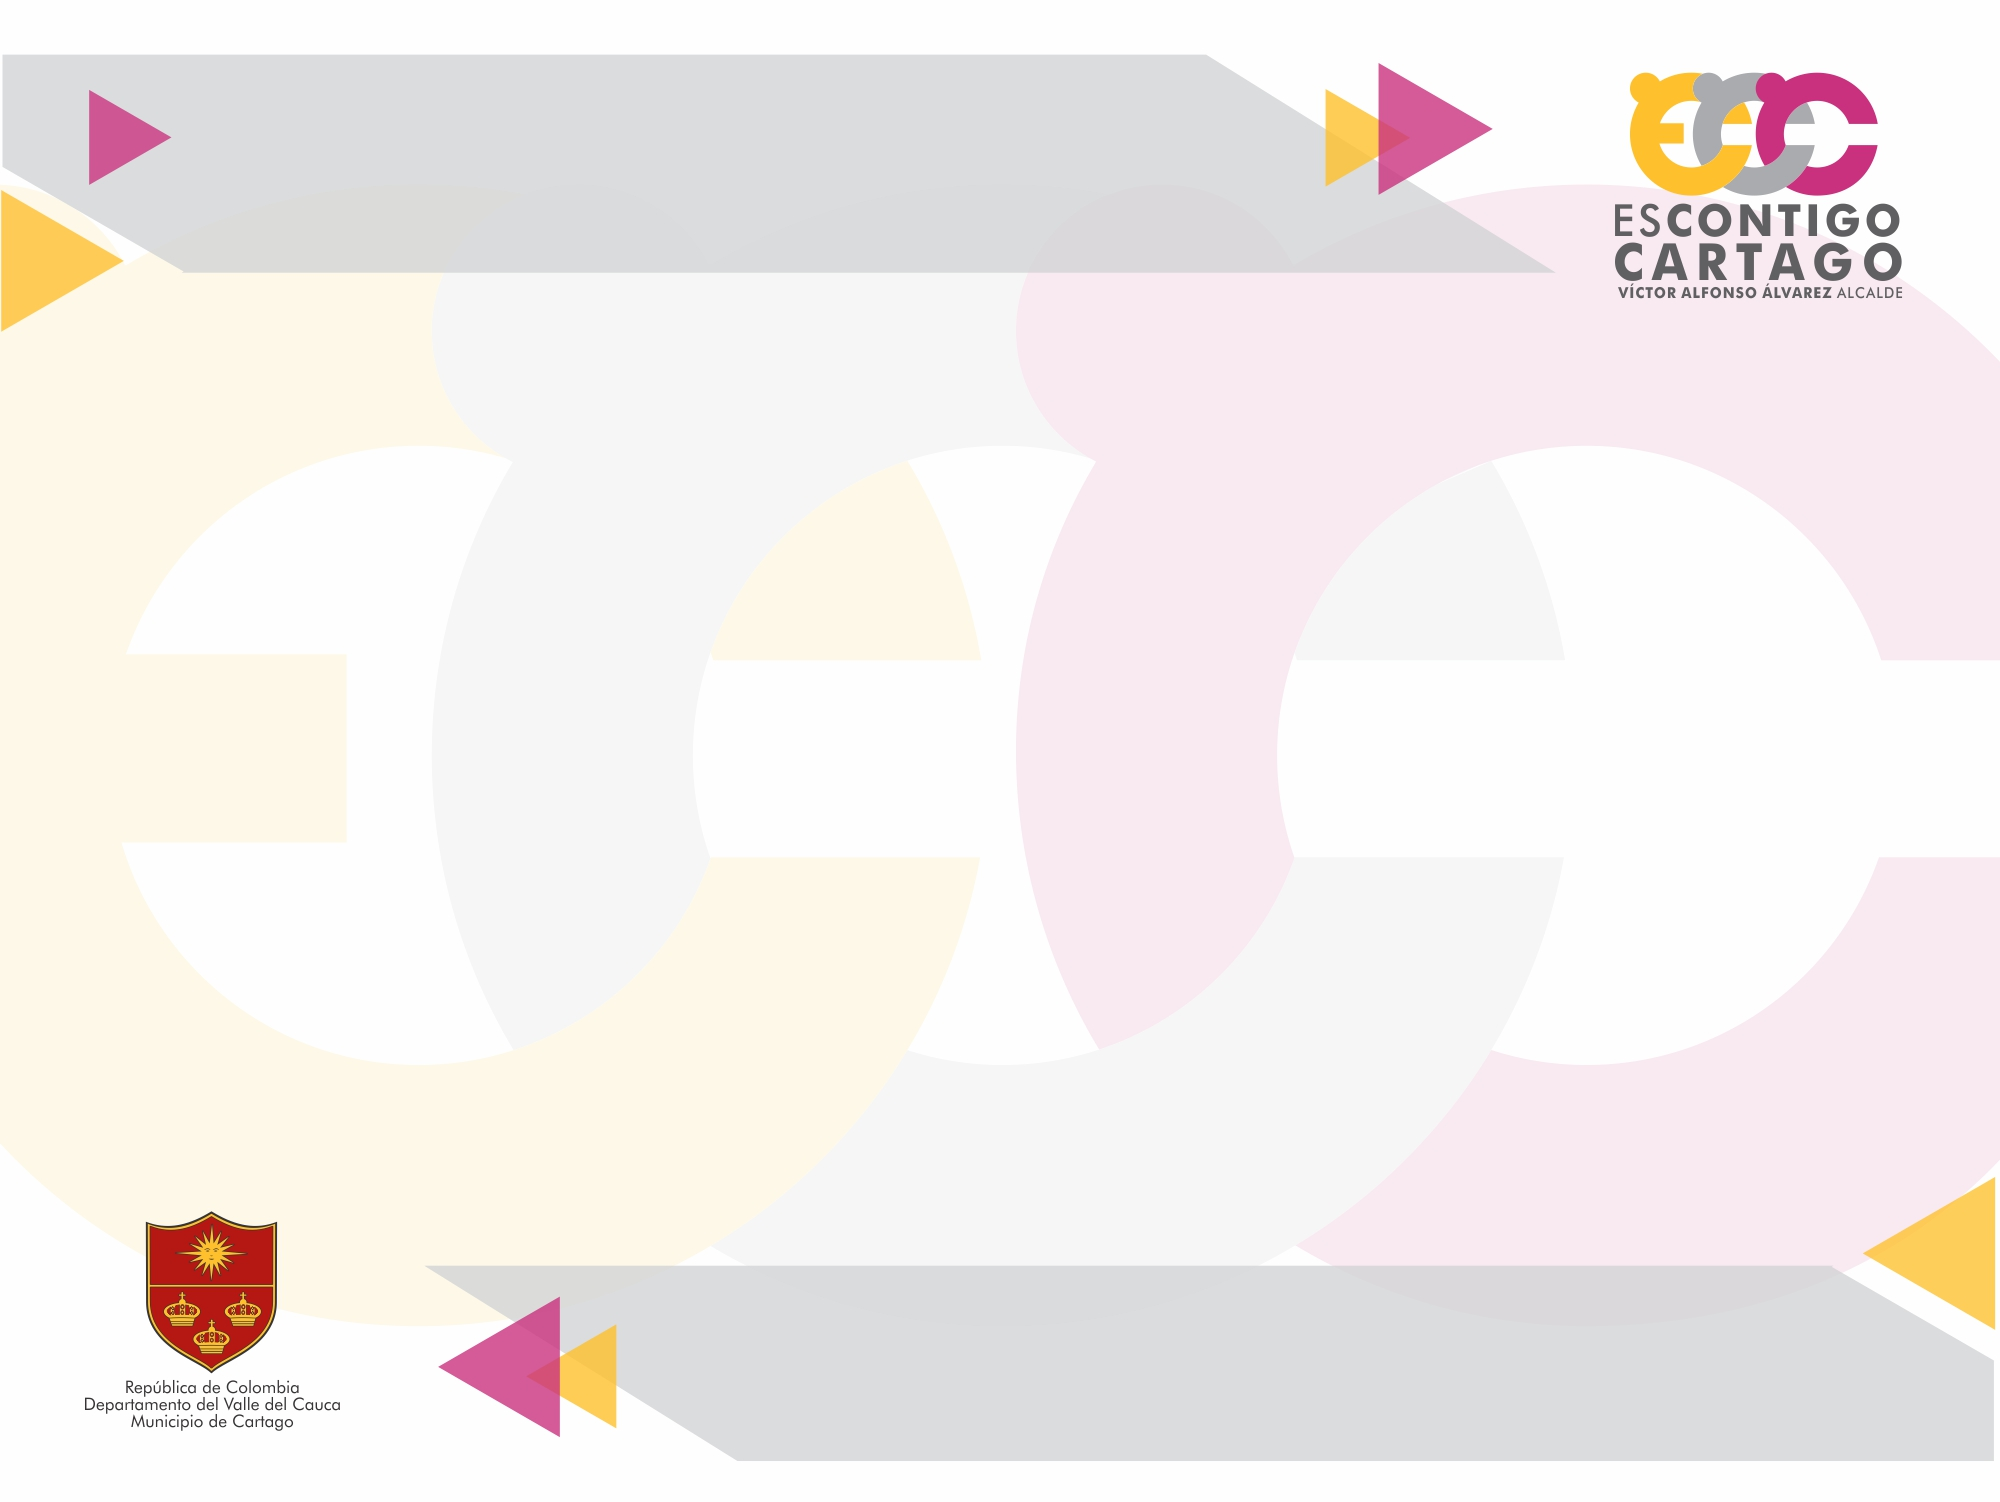 ESCONTIGO
CARTAGO
VÍCTOR ALFONSO ÁLVAREZ ALCALDE
República de Colombia
Departamento del Valle del Cauca
Municipio de Cartago